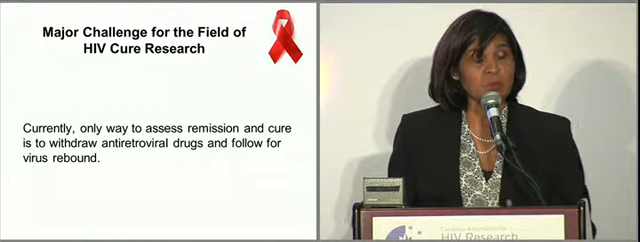 Major Challenge for the Field of
HIV Cure Research
Currently, only way to assess remission and cure
is to withdraw antiretroviral drugs and follow for
virus rebound.
HIV Research